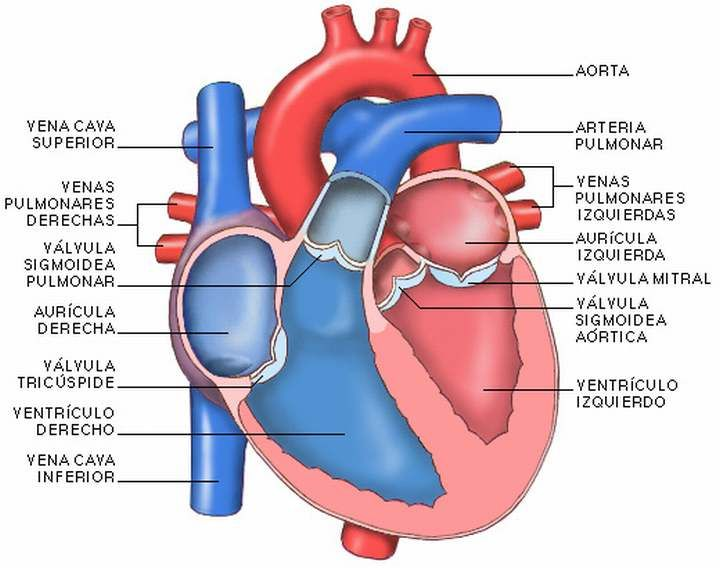 VENA CAVA
SUPERIOR
VENAS
PULMONARES
DERECHAS
VÁLVULA
SIGMOIDEA
PULMONAR
AURÍCULA
DERECHA
VÁLVULA
TRICÚSPIDE
VENTRÍCULO
DERECHO
VENA CAVA
INFERIOR
AORTA
ARTERIA
PULMONAR
VENAS
PULMONARES
IZQUIERDAS
AURÍCULA
IZQUIERDA
VÁLVULA MITRAL
VÁLVULA
SIGMOIDEA
AÓRTICA
VENTRÍCULO
IZQUIERDO